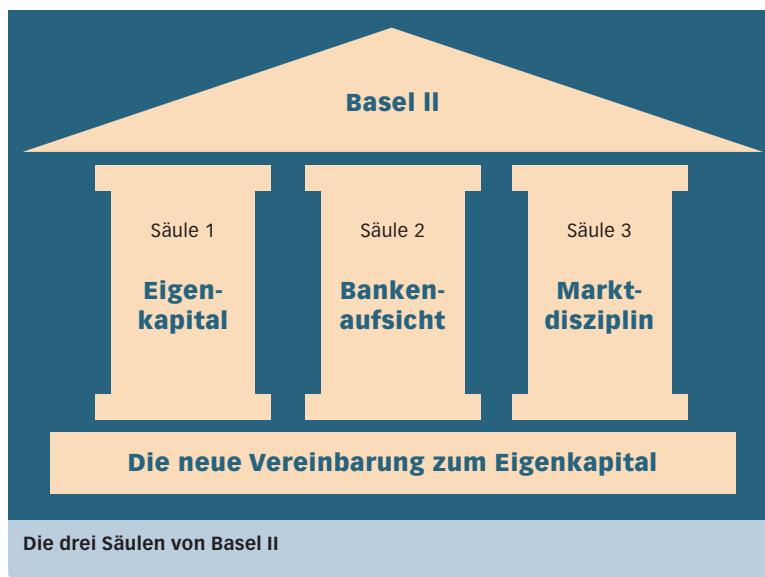 Basel II
Säule 1
Eigen-
kapital
Säule 2
Banken-
aufsicht
Säule 3
Markt-
disziplin
Die neue Vereinbarung zum Eigenkapital
Die drei Säulen von Basel II